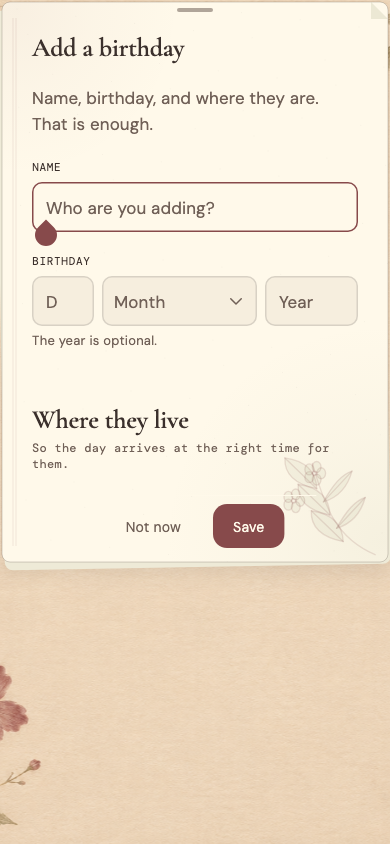 Add a birthday
Name, birthday, and where they are.
That is enough.
NAME
Who are you adding?
BIRTHDAY
D
Month
Year
The year is optional.
Where they live
So the day arrives at the right time for
them.
Not now
Save